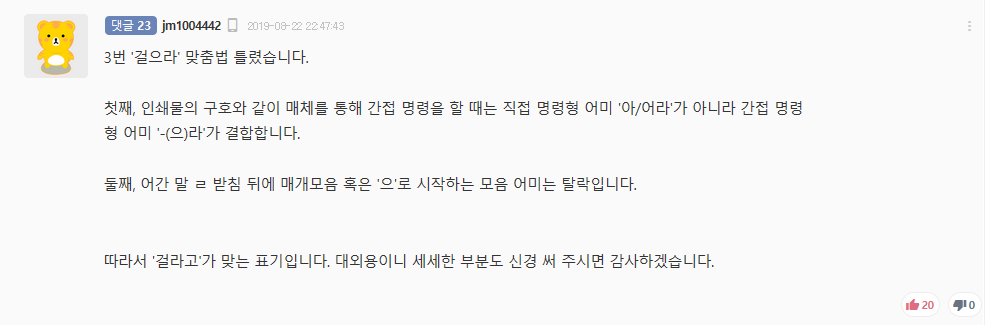 댓글 23 jm1004442 2019-08-22 22:47:43
3번 '걸으라' 맞춤법 틀렸습니다.
첫째, 인쇄물의 구호와 같이 매체를 통해 간접 명령을 할 때는 직접 명령형 어미 '아/어라'가 아니라 간접 명령
형 어미 '-(으)라'가 결합합니다.
둘째, 어간 말 ㄹ 받침 뒤에 매개모음 혹은 '으'로 시작하는 모음 어미는 탈락입니다.
따라서 '걸라고'가 맞는 표기입니다. 대외용이니 세세한 부분도 신경 써 주시면 감사하겠습니다.
20 0